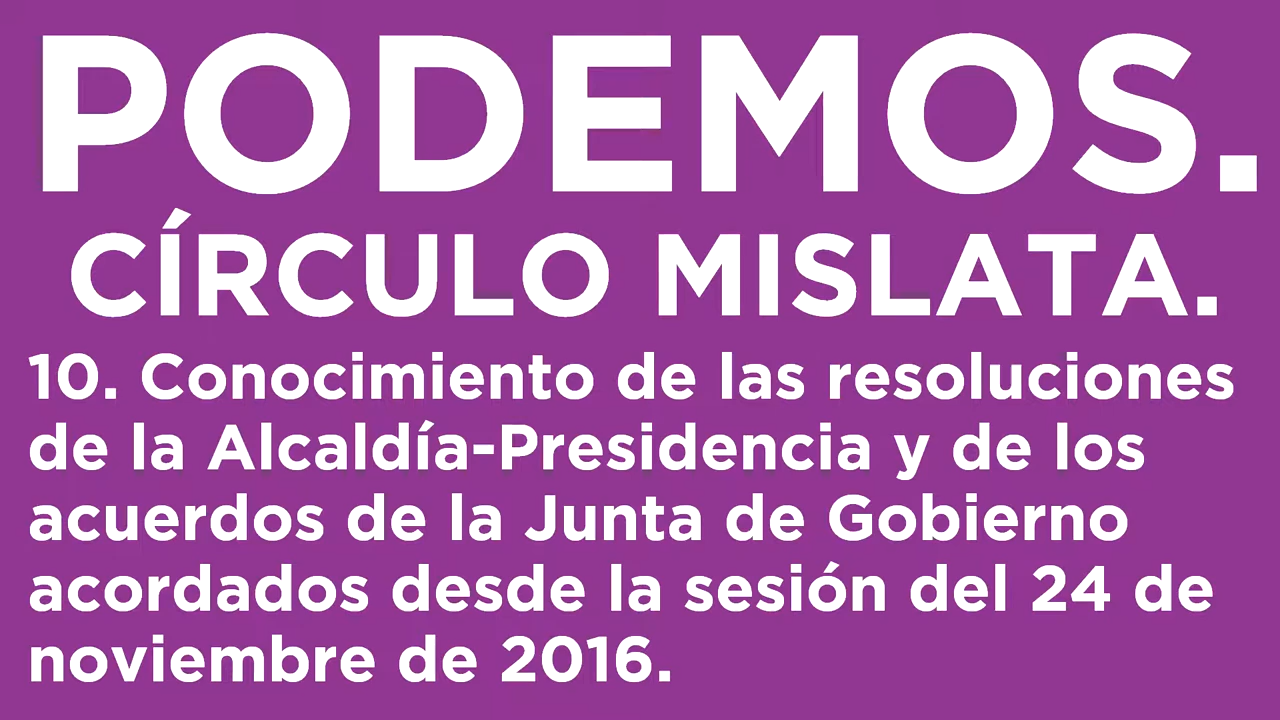 PODEMOS.
CÍRCULO MISLATA.
10. Conocimiento de las resoluciones
de la Alcaldía-Presidencia y de los
acuerdos de la Junta de Gobierno
acordados desde la sesión del 24 de
noviembre de 2016.